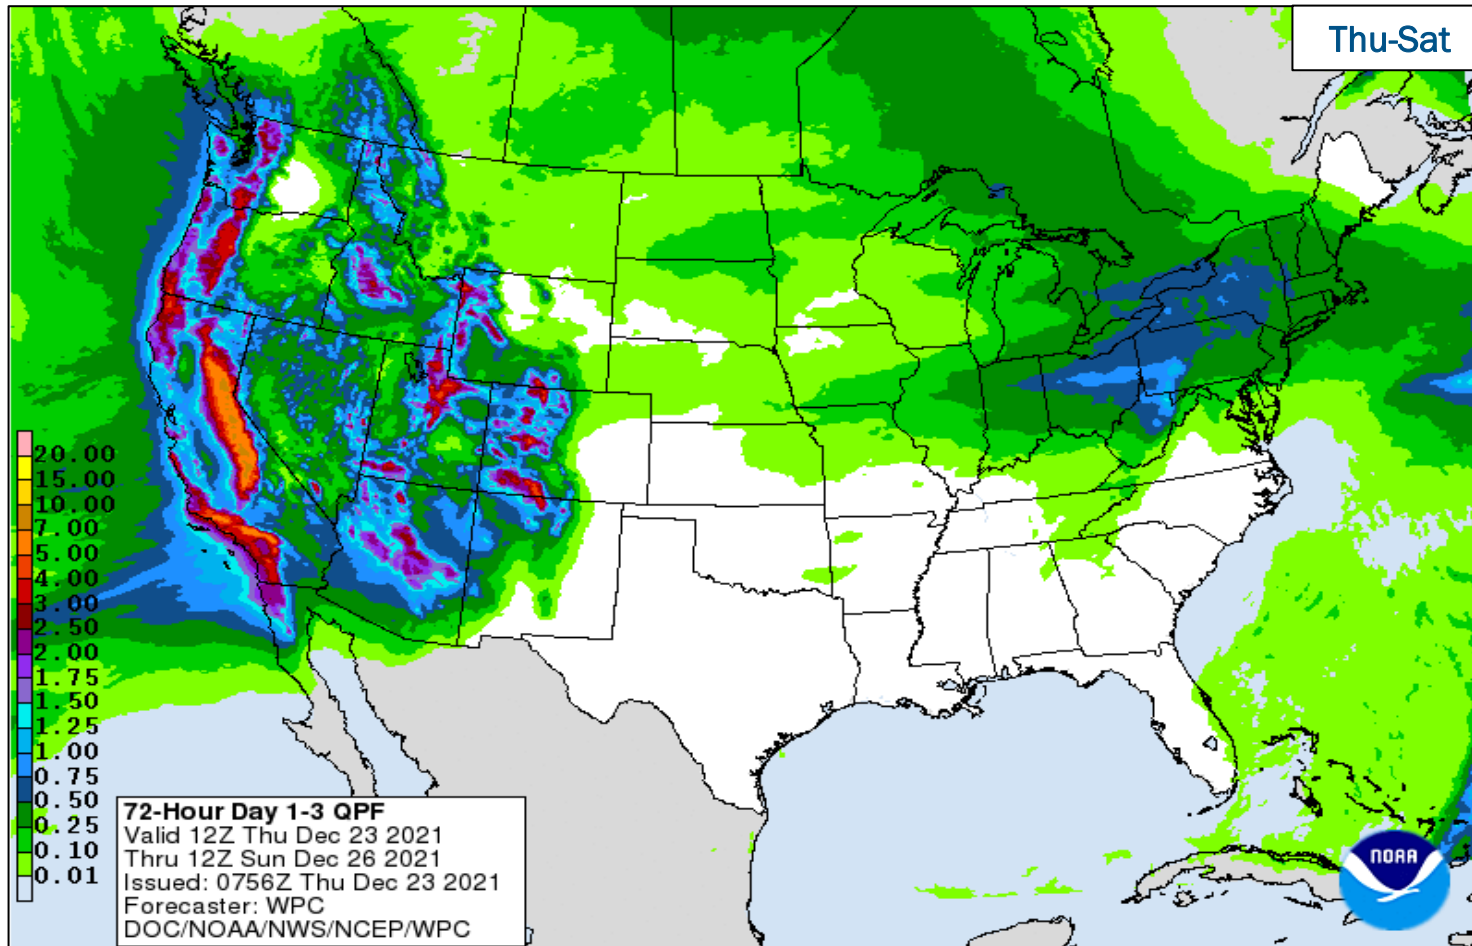 Thu-Sat
20.00
15.00
10.00
7.00
5.00
4.00
3.00
2.50
2.00
1.75
1.50
1.25
1.00
0.75
0.50
0.25
0.10
0.01
72-Hour Day 1-3 QPF
Valid 12Z Thu Dec 23 2021
Thru 12Z Sun Dec 26 2021
Issued: 0756Z Thu Dec 23 2021
Forecaster: WPC
DOC/NOAA/NWS/NCEP/WPC
NOAA